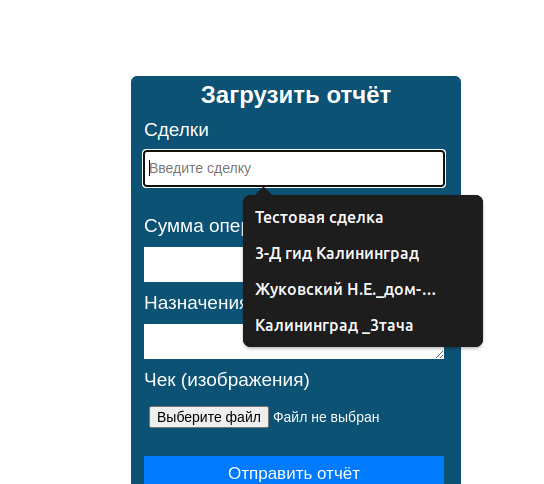 Загрузить отчёт
Сделки
Введите сделку
Тестовая сделка
3-Д гид Калининград
Жуковский Н.Е._дом-...
Калининград _3тача
Сумма опер
Назначения
Чек (изображения)
Выберите файл Файл не выбран
Отправить отчёт